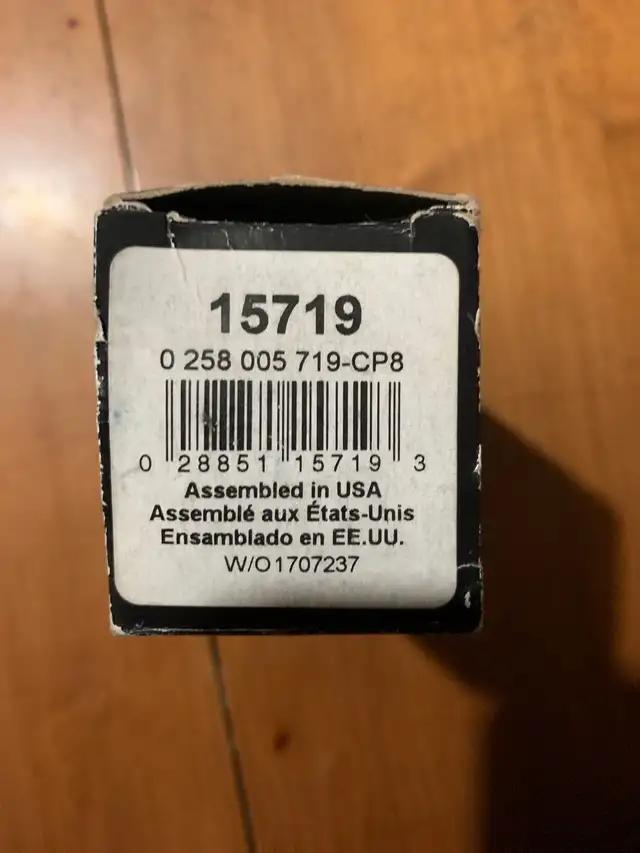 15719
0 258 005 719-CP8
0 28851 15719 3
Assembled in USA
Assemblé aux États-Unis
Ensamblado en EE.UU.
W/O1707237